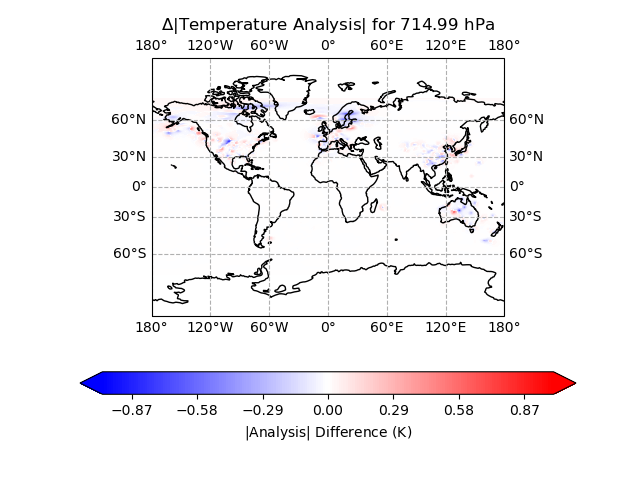 Δ|Temperature Analysis| for 714.99 hPa
180° 120°W 60°W 0° 60°E 120°E 180°
60°N 60°N
30°N 30°N
0° 0°
30°S 30°S
60°S 60°S
180° 120°W 60°W 0° 60°E 120°E 180°
−0.87 −0.58 −0.29 0.00 0.29 0.58 0.87
|Analysis| Difference (K)